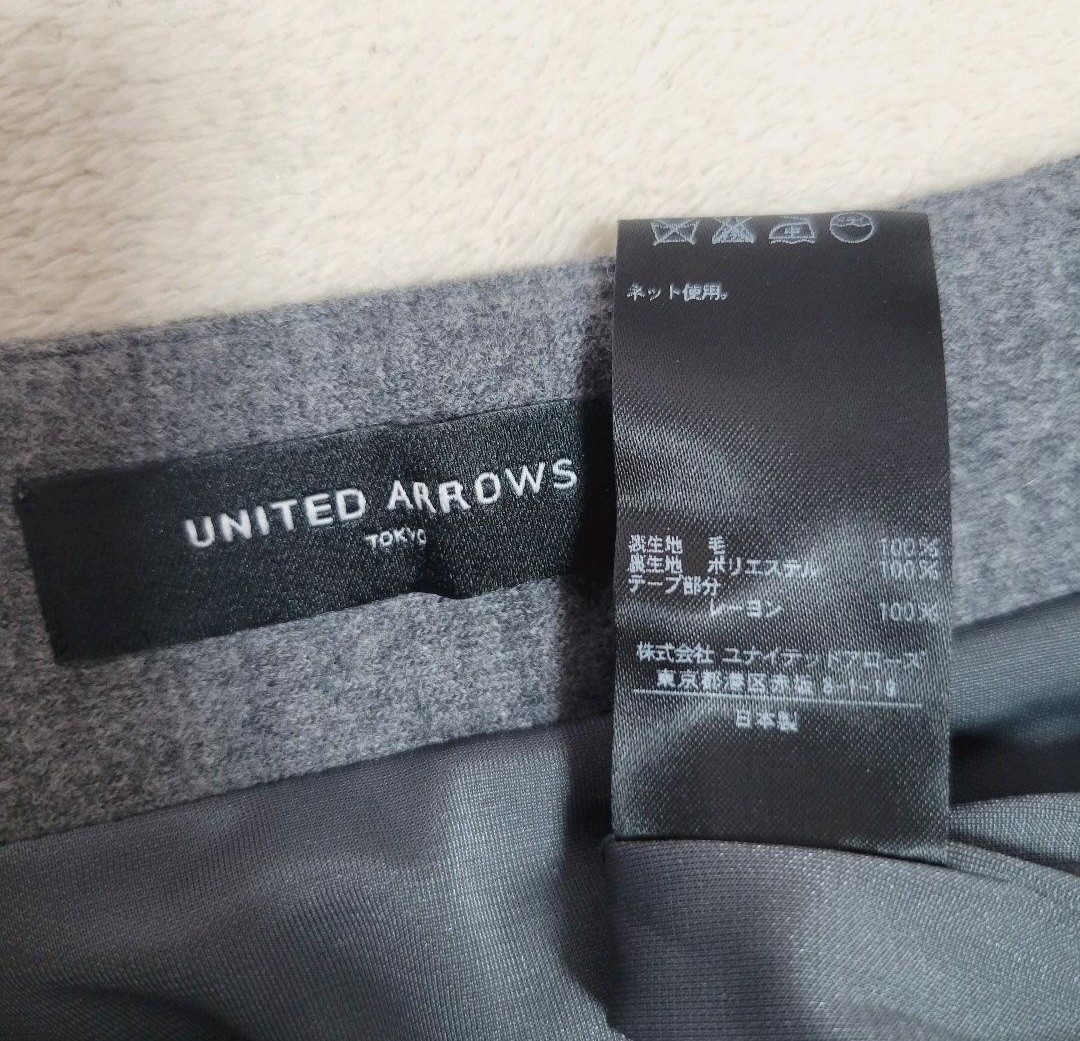 UNITED ARROWS
TOKYO
ネット使用。
表生地 毛 100%
裏生地 ポリエステル 100%
テープ部分
レーヨン 100%
株式会社 ユナイテッドアローズ
東京都港区赤坂 8-1-19
日本製